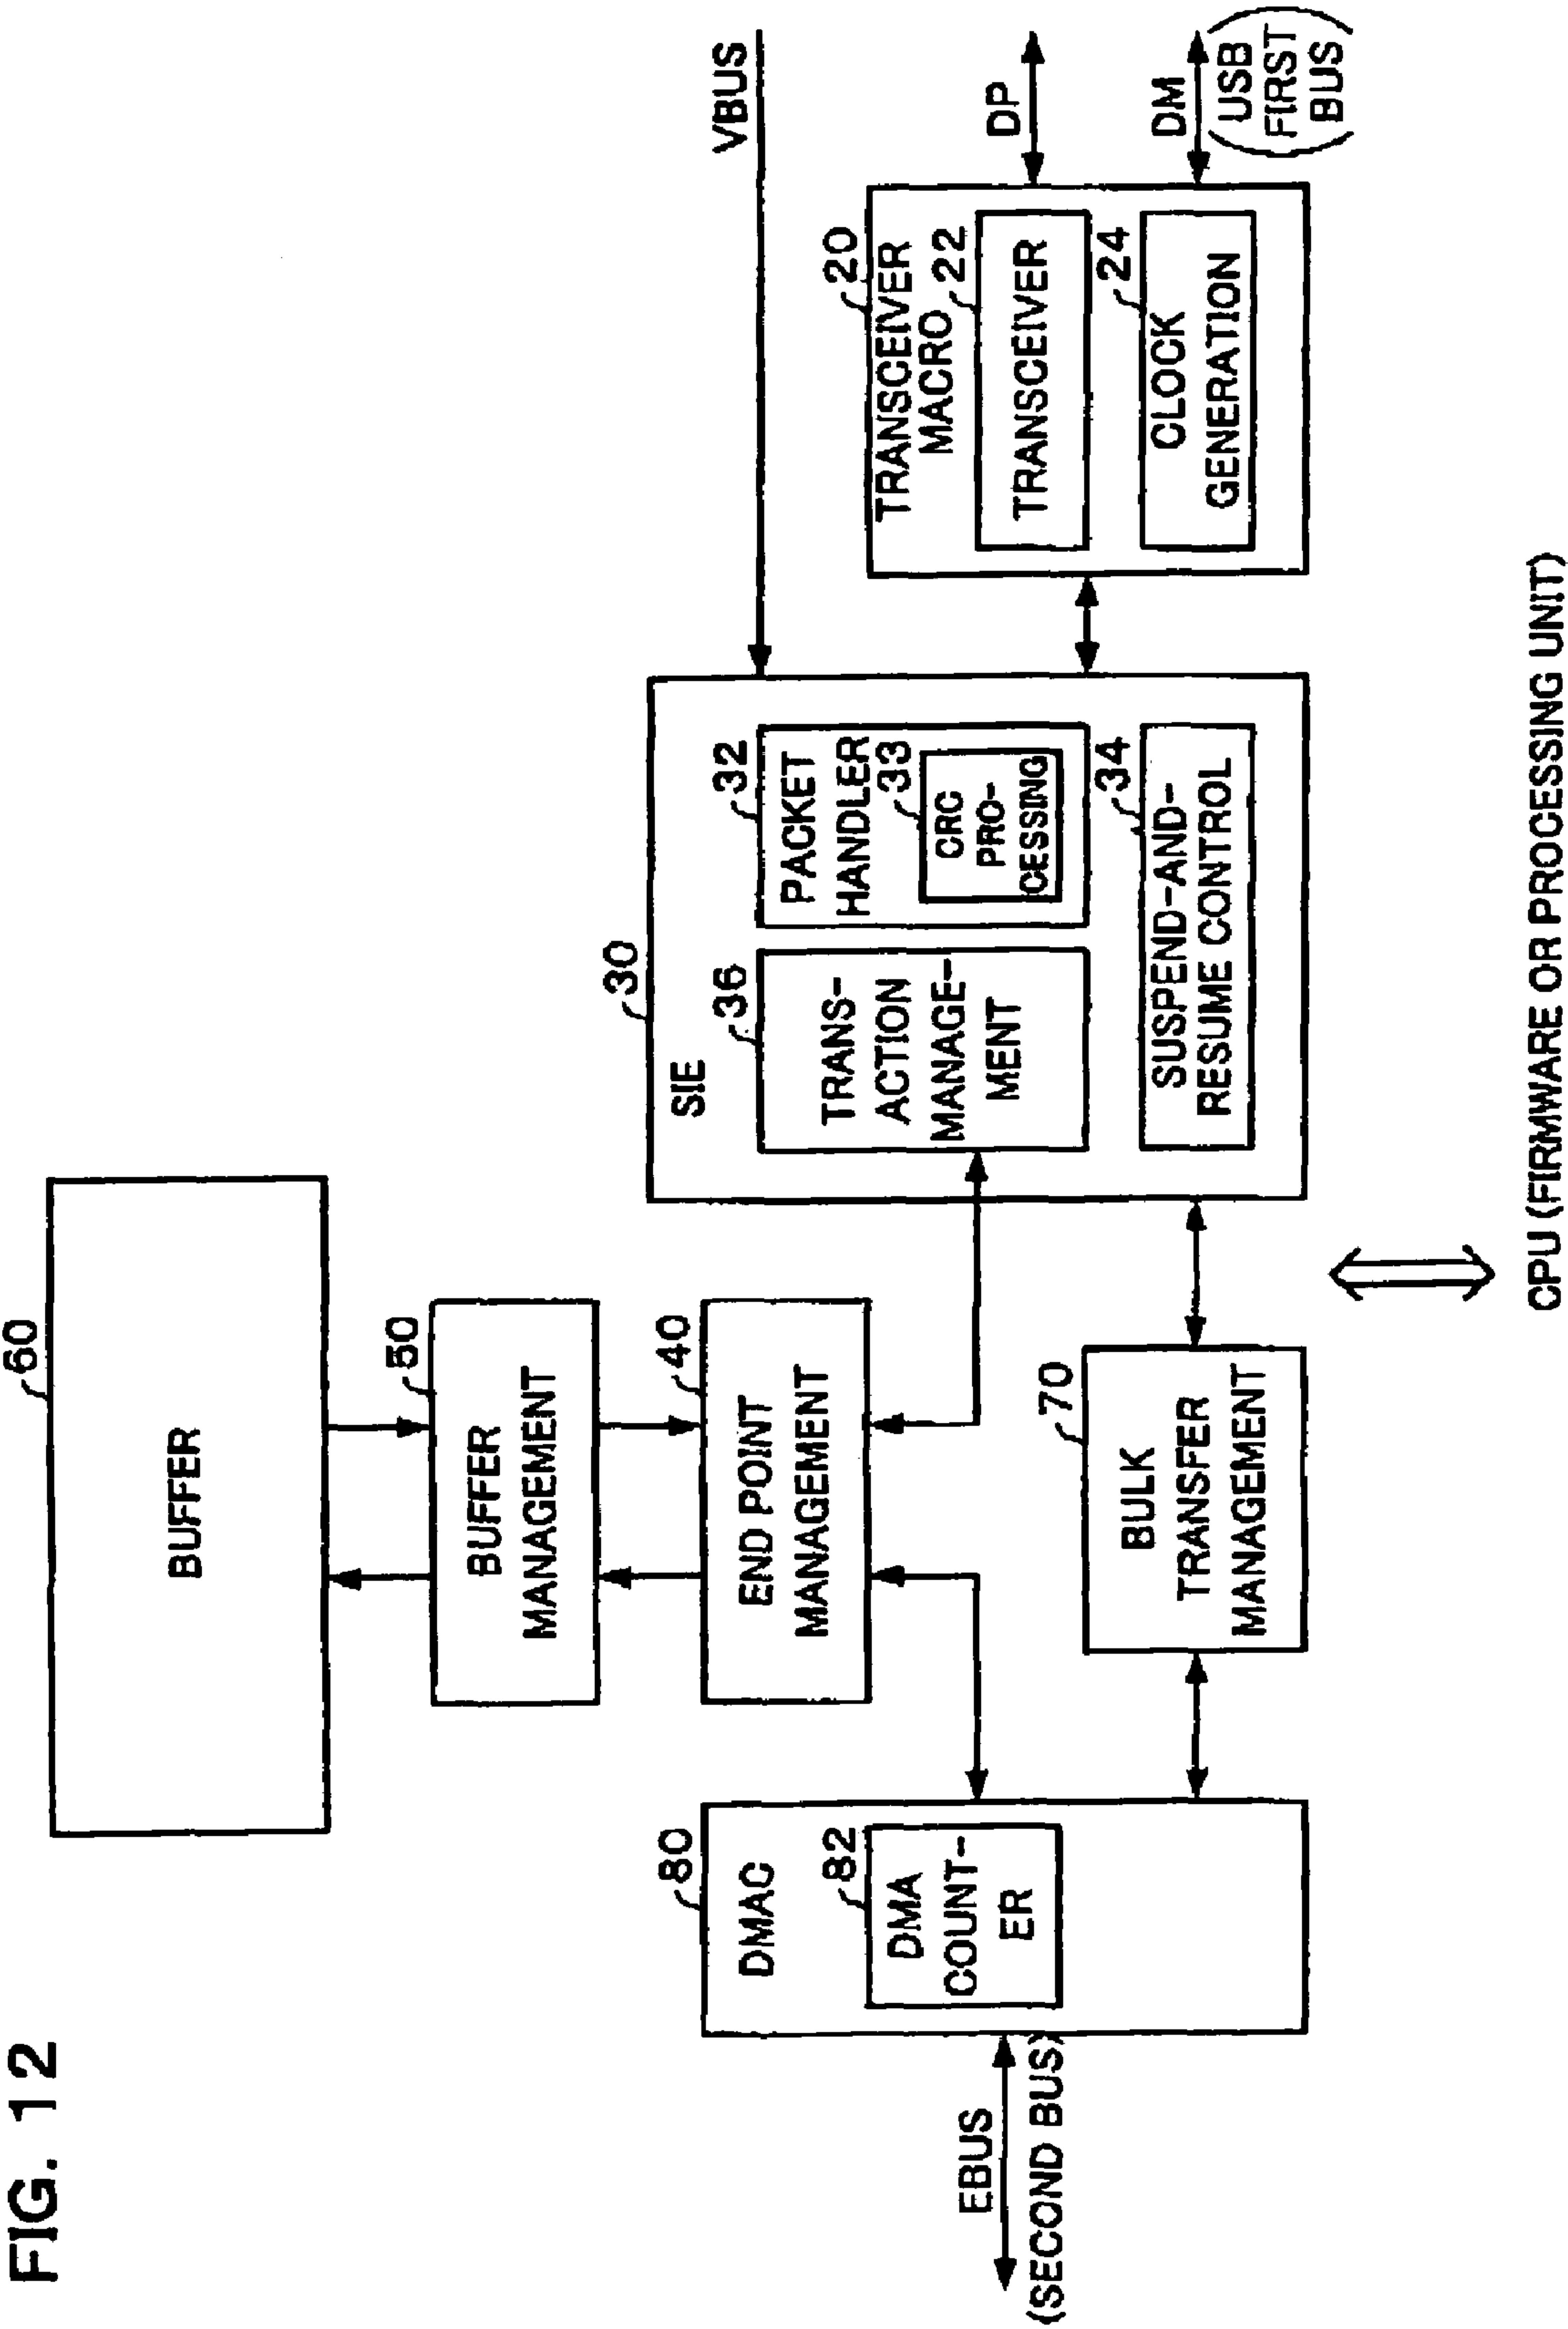 FIG. 12
60
BUFFER
50
BUFFER
MANAGEMENT
40
END POINT
MANAGEMENT
80
DMAC
82
DMA
COUNT-
ER
EBUS
(SECOND BUS)
70
BULK
TRANSFER
MANAGEMENT
30
SIE
36
TRANS-
ACTION
MANAGE-
MENT
32
PACKET
HANDLER
33
CRC
PRO-
CESSING
34
SUSPEND-AND-
RESUME CONTROL
VBUS
20
TRANSCEIVER
MACRO
22
TRANSCEIVER
24
CLOCK
GENERATION
DP
DM
(USB
FIRST
BUS)
CPU (FIRMWARE OR PROCESSING UNIT)